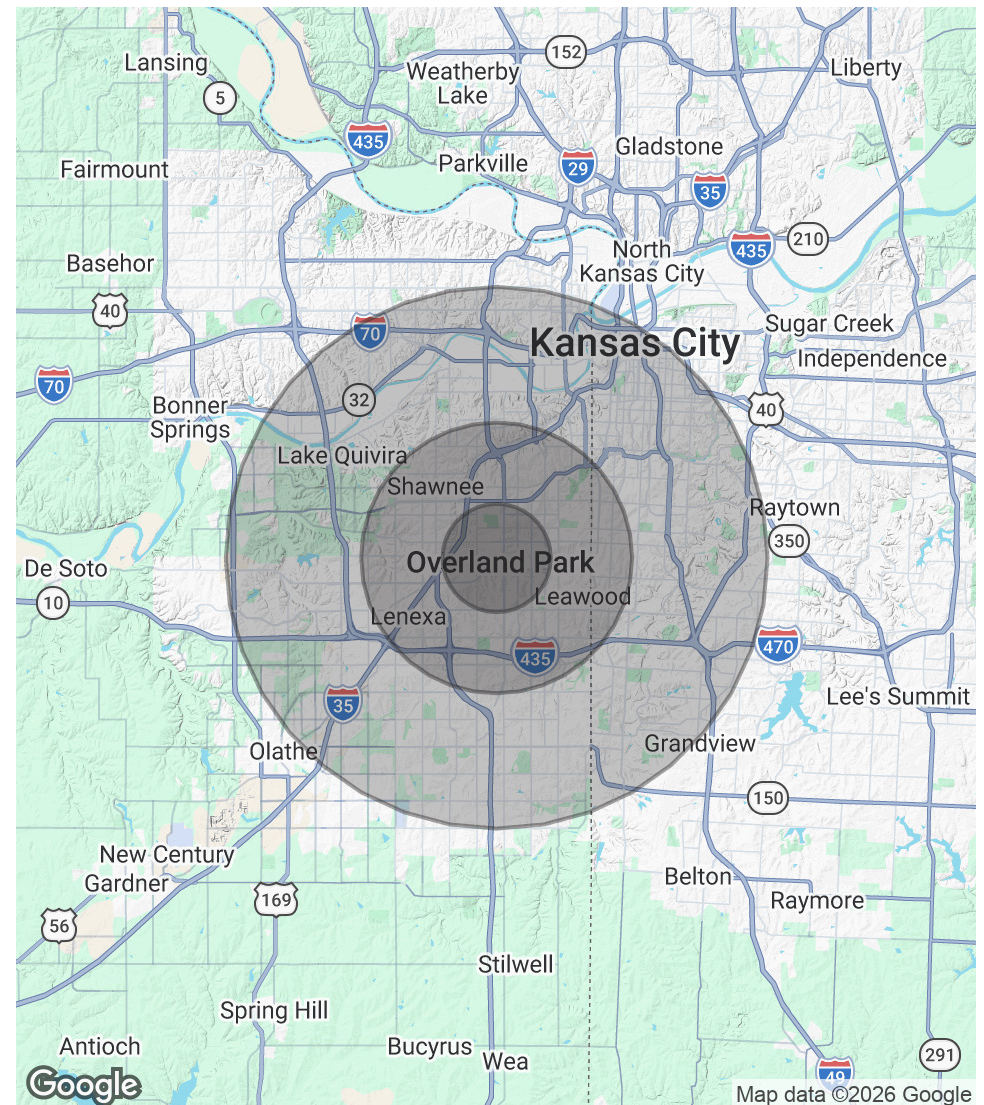 152
Lansing
Weatherby
Lake
Liberty
5
435
Gladstone
Parkville
29
Fairmount
35
North
Kansas City
435
210
Basehor
40
70
Kansas City
Sugar Creek
Independence
70
32
Bonner
Springs
40
Lake Quivira
Shawnee
Raytown
350
Overland Park
De Soto
Leawood
10
Lenexa
435
470
35
Lee's Summit
Olathe
Grandview
150
New Century
Gardner
Belton
169
Raymore
56
Stilwell
Spring Hill
Antioch
Bucyrus
Wea
291
49
Google
Map data ©2026 Google